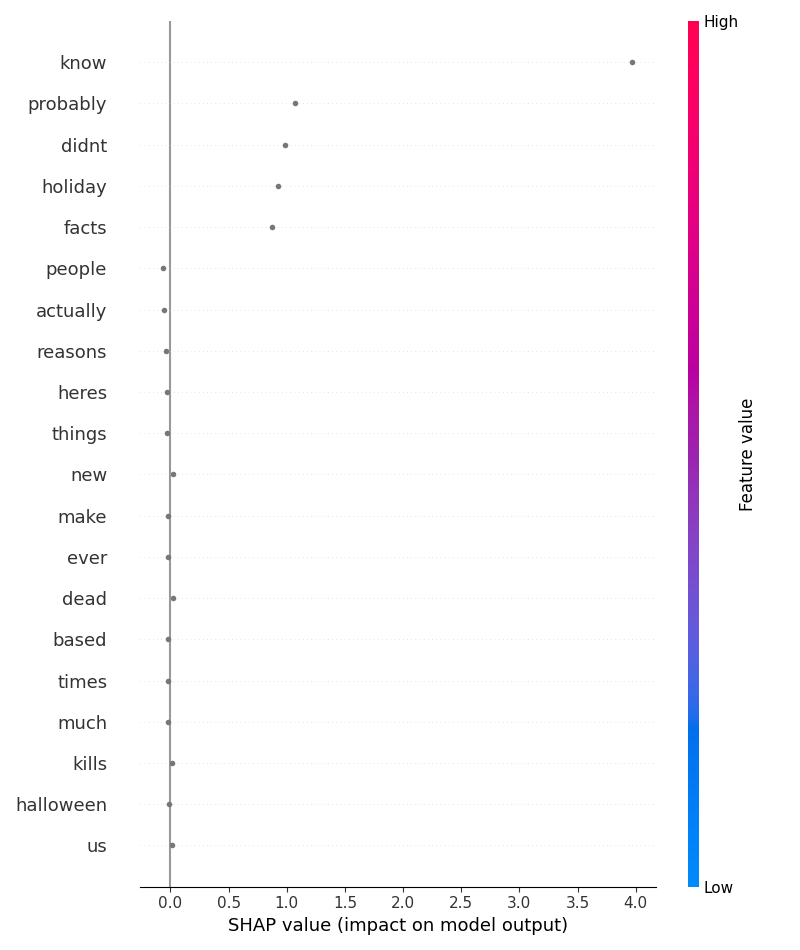 High
know
probably
didnt
holiday
facts
people
actually
reasons
heres
things
new
make
ever
dead
based
times
much
kills
halloween
us
Feature value
Low
0.0 0.5 1.0 1.5 2.0 2.5 3.0 3.5 4.0
SHAP value (impact on model output)